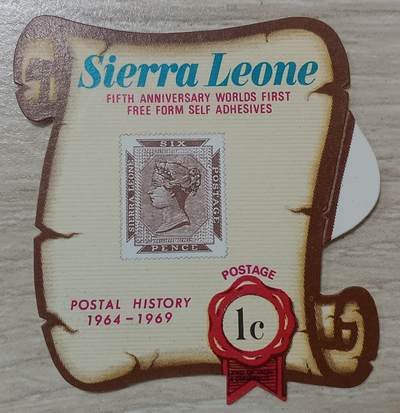 Sierra Leone
FIFTH ANNIVERSARY WORLDS FIRST
FREE FORM SELF ADHESIVES
SIX
SIERRA LEONE
POSTAGE
PENCE
POSTAGE
POSTAL HISTORY
1964-1969
1c